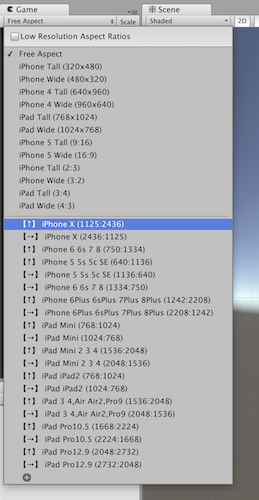 Game
Scene
Free Aspect
Scale
Shaded
2D
Low Resolution Aspect Ratios
✓ Free Aspect
iPhone Tall (320x480)
iPhone Wide (480x320)
iPhone 4 Tall (640x960)
iPhone 4 Wide (960x640)
iPad Tall (768x1024)
iPad Wide (1024x768)
iPhone 5 Tall (9:16)
iPhone 5 Wide (16:9)
iPhone Tall (2:3)
iPhone Wide (3:2)
iPad Tall (3:4)
iPad Wide (4:3)
【↑】 iPhone X (1125:2436)
【→】 iPhone X (2436:1125)
【↑】 iPhone 6 6s 7 8 (750:1334)
【↑】 iPhone 5 5s 5c SE (640:1136)
【→】 iPhone 5 5s 5c SE (1136:640)
【→】 iPhone 6 6s 7 8 (1334:750)
【↑】 iPhone 6Plus 6sPlus 7Plus 8Plus (1242:2208)
【→】 iPhone 6Plus 6sPlus 7Plus 8Plus (2208:1242)
【↑】 iPad Mini (768:1024)
【→】 iPad Mini (1024:768)
【↑】 iPad Mini 2 3 4 (1536:2048)
【→】 iPad Mini 2 3 4 (2048:1536)
【↑】 iPad iPad2 (768:1024)
【→】 iPad iPad2 (1024:768)
【↑】 iPad 3 4,Air Air2,Pro9 (1536:2048)
【→】 iPad 3 4,Air Air2,Pro9 (2048:1536)
【↑】 iPad Pro10.5 (1668:2224)
【→】 iPad Pro10.5 (2224:1668)
【↑】 iPad Pro12.9 (2048:2732)
【→】 iPad Pro12.9 (2732:2048)